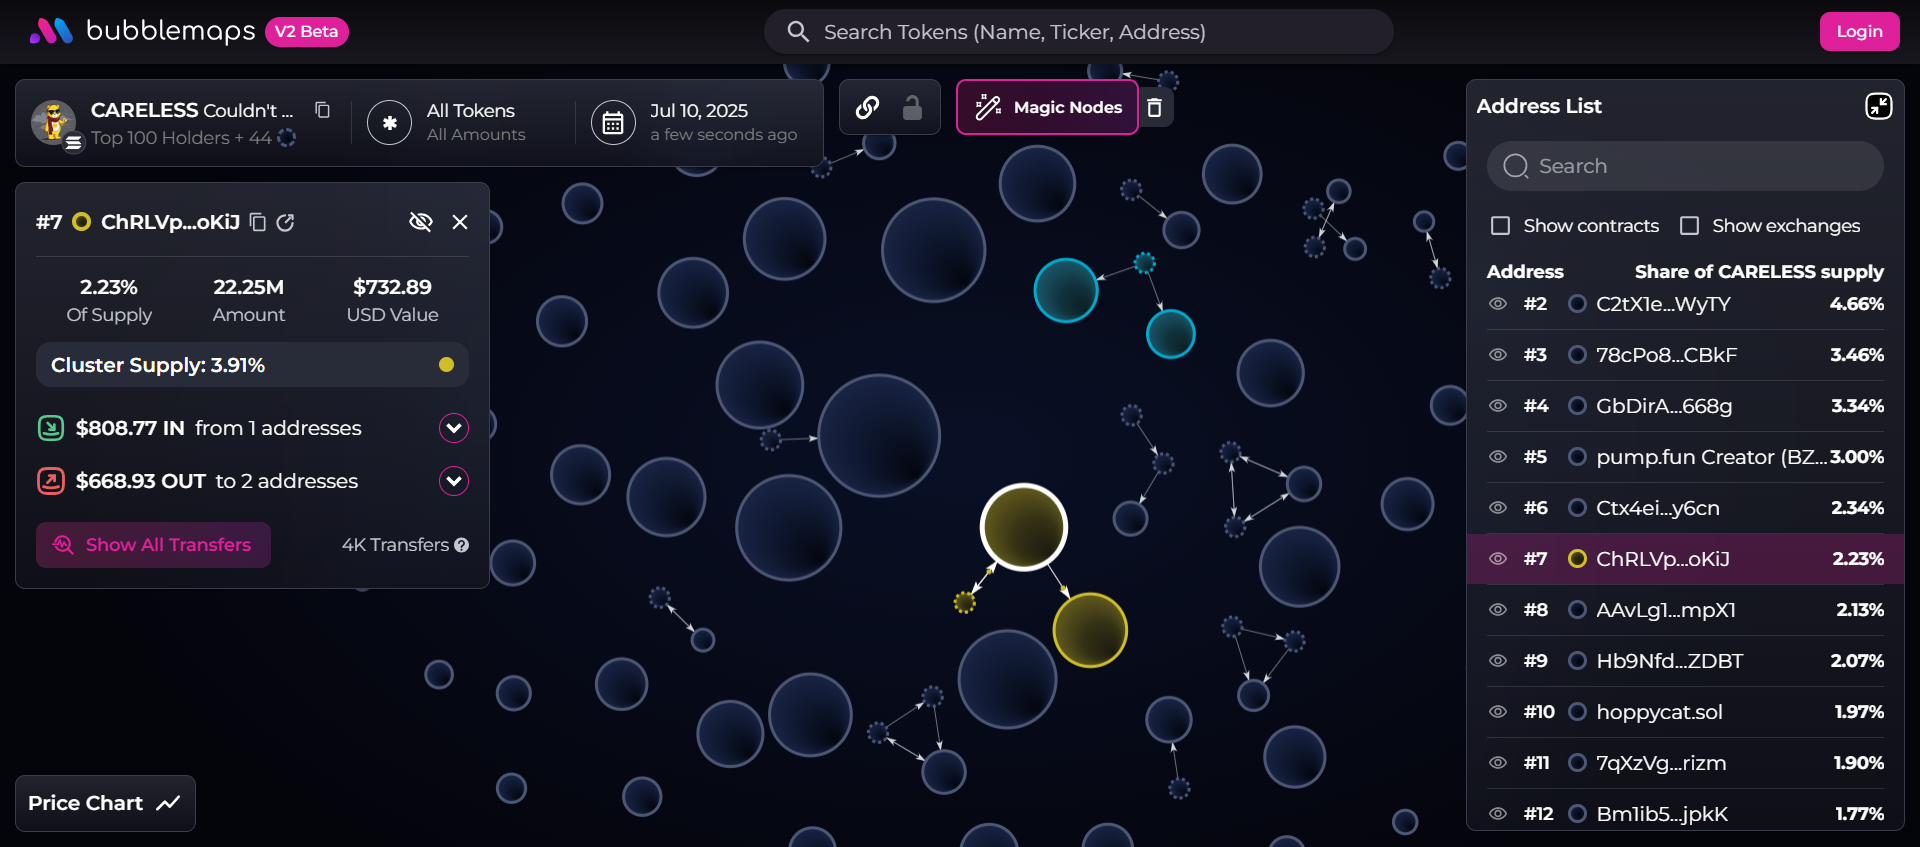 bubblemaps V2 Beta
Search Tokens (Name, Ticker, Address)
Login
CARELESS Couldn't ...
Top 100 Holders + 44
All Tokens
All Amounts
Jul 10, 2025
a few seconds ago
Magic Nodes
#7 ChRLVp...oKiJ
2.23% 22.25M $732.89
Of Supply Amount USD Value
Cluster Supply: 3.91%
$808.77 IN from 1 addresses
$668.93 OUT to 2 addresses
Show All Transfers 4K Transfers ?
Price Chart
Address List
Search
Show contracts Show exchanges
Address Share of CARELESS supply
#2 C2tX1e...WyTY 4.66%
#3 78cPo8...CBkF 3.46%
#4 GbDirA...668g 3.34%
#5 pump.fun Creator (BZ... 3.00%
#6 Ctx4ei...y6cn 2.34%
#7 ChRLVp...oKiJ 2.23%
#8 AAvLg1...mpX1 2.13%
#9 Hb9Nfd...ZDBT 2.07%
#10 hoppycat.sol 1.97%
#11 7qXzVg...rizm 1.90%
#12 Bm1ib5...jpkK 1.77%